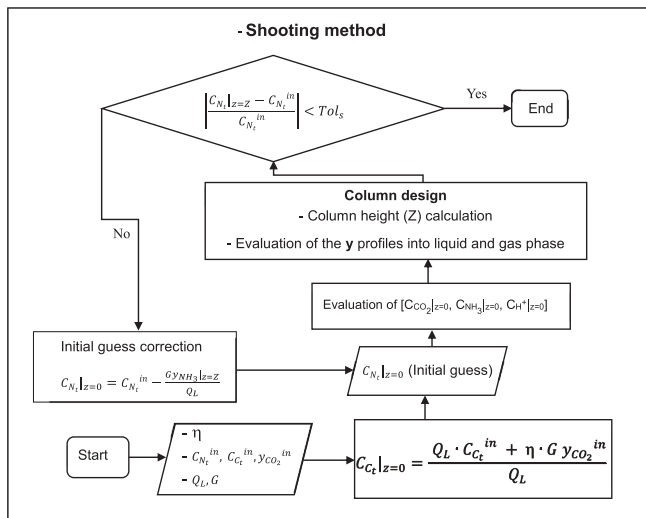 - Shooting method
|C_{N_t}|_{z=Z} − C_{N_t}^{in} / C_{N_t}^{in}| < Tol_s
Yes
End
Column design
- Column height (Z) calculation
- Evaluation of the y profiles into liquid and gas phase
No
Evaluation of [C_{CO_2}|_{z=0}, C_{NH_3}|_{z=0}, C_{H^+}|_{z=0}]
Initial guess correction
C_{N_t}|_{z=0} = C_{N_t}^{in} − G y_{NH_3}|_{z=Z} / Q_L
C_{N_t}|_{z=0} (Initial guess)
Start
- η
- C_{N_t}^{in}, C_{C_t}^{in}, y_{CO_2}^{in}
- Q_L, G
C_{C_t}|_{z=0} = Q_L · C_{C_t}^{in} + η · G y_{CO_2}^{in} / Q_L